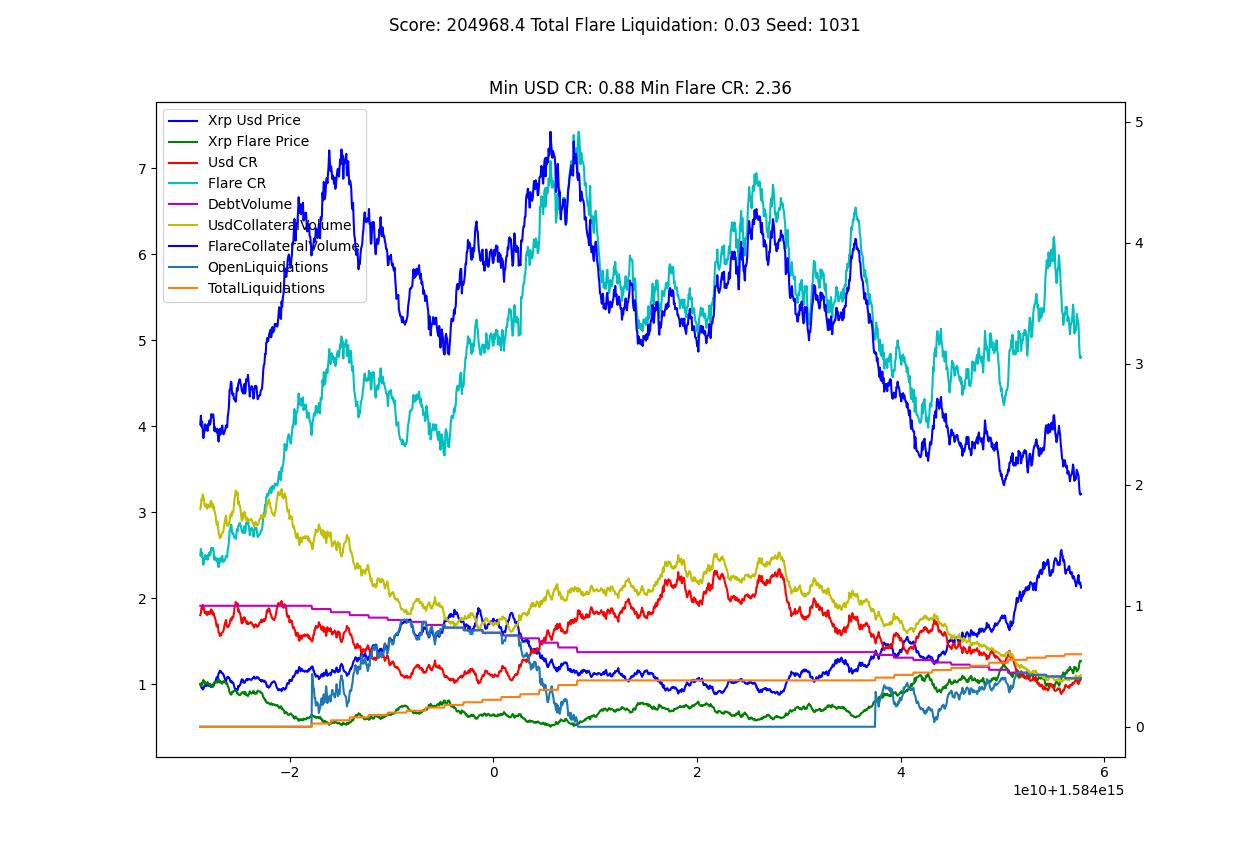 Score: 204968.4 Total Flare Liquidation: 0.03 Seed: 1031
Min USD CR: 0.88 Min Flare CR: 2.36
Xrp Usd Price
Xrp Flare Price
Usd CR
Flare CR
DebtVolume
UsdCollateralVolume
FlareCollateralVolume
OpenLiquidations
TotalLiquidations
7
6
5
4
3
2
1
5
4
3
2
1
0
−2
0
2
4
6
1e10+1.584e15